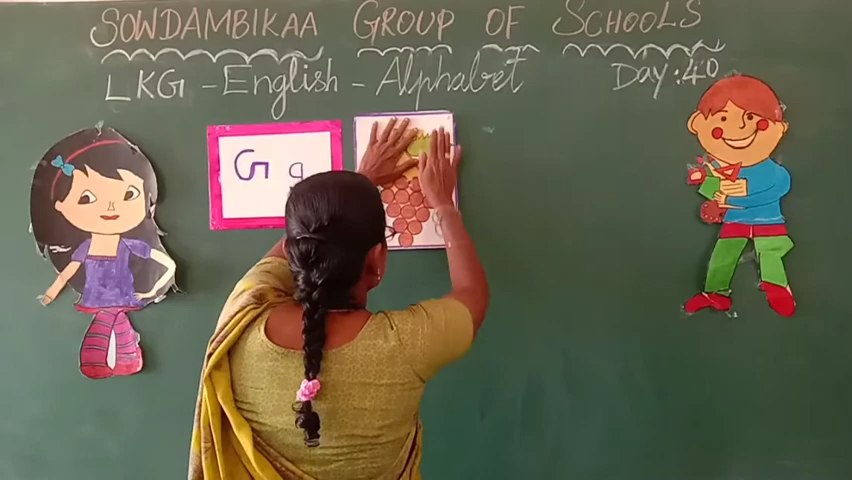 SOWDAMBIKAA GROUP OF SCHOOLS
LKG - English - Alphabet Day : 40
G g